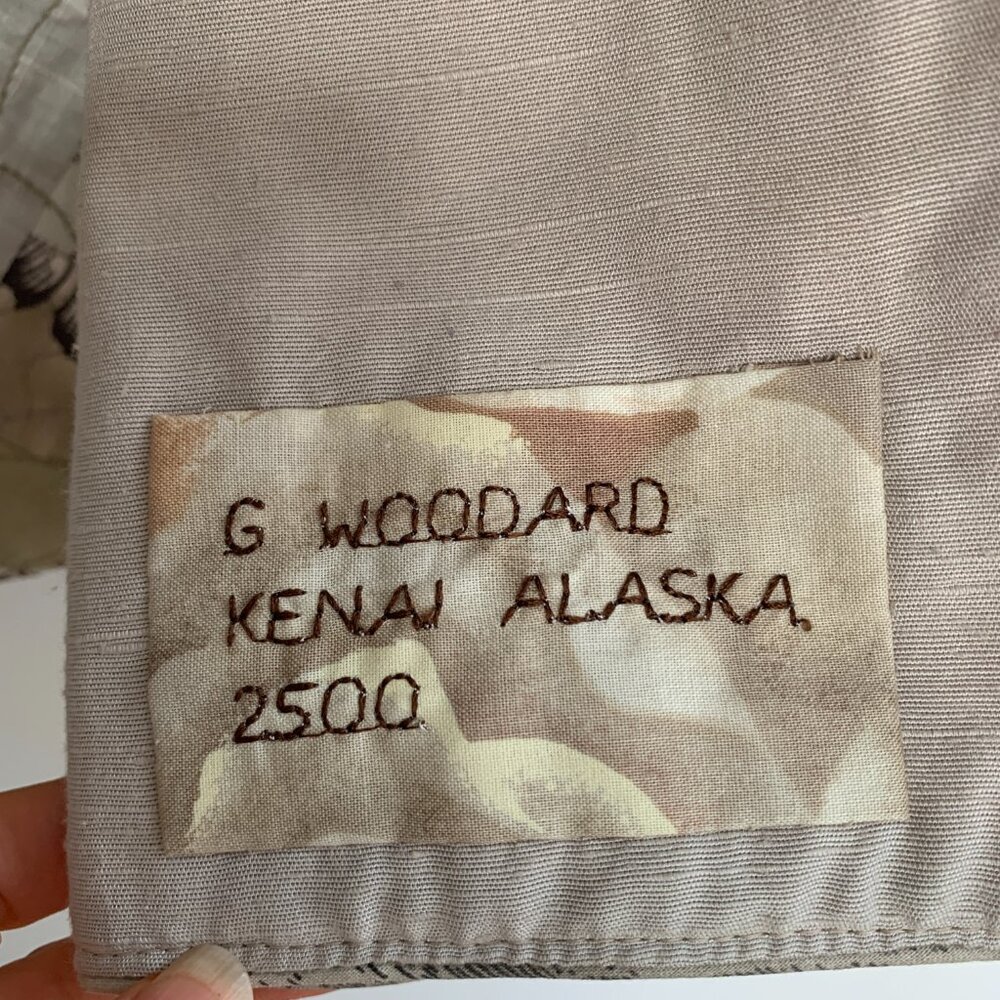 G WOODARD
KENAI ALASKA.
2500